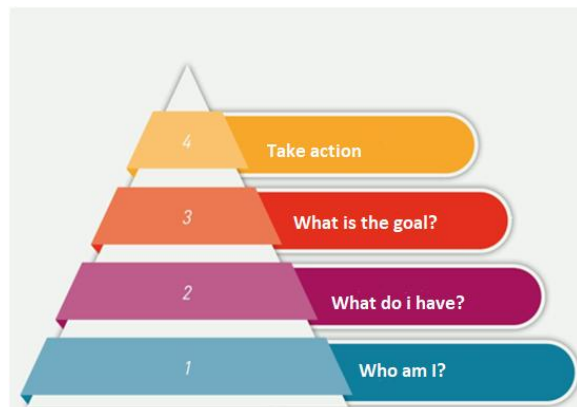 4 Take action
3 What is the goal?
2 What do i have?
1 Who am I?